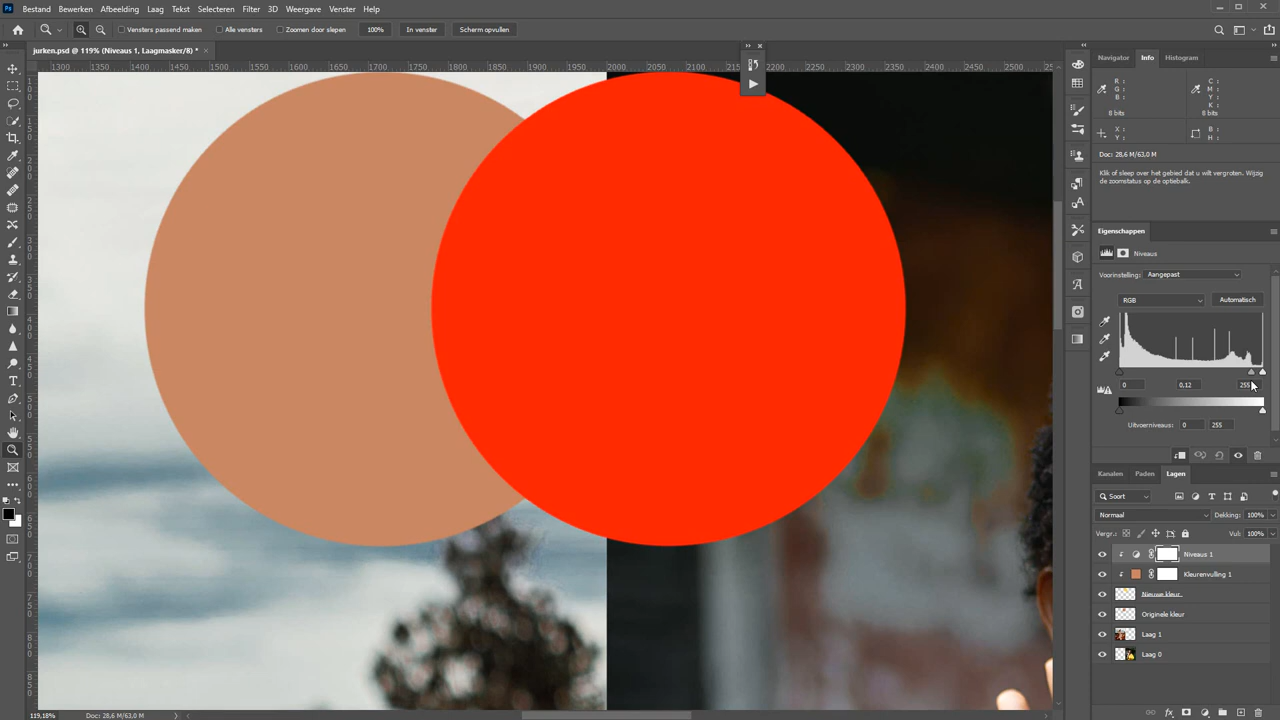 Ps Bestand Bewerken Afbeelding Laag Tekst Selecteren Filter 3D Weergave Venster Help
Vensters passend maken Alle vensters Zoomen door slepen 100% In venster Scherm opvullen
jurken.psd @ 119% (Niveaus 1, Laagmasker/8) * ×
1300 1350 1400 1450 1500 1550 1600 1650 1700 1750 1800 1850 1900 1950 2000 2050 2100 2200 2250 2300 2350 2400 2450 2500
Navigator Info Histogram
R : C :
G : M :
B : Y :
K :
8 bits 8 bits
X : B :
Y : H :
Doc: 28,6 M/63,0 M
Klik of sleep over het gebied dat u wilt vergroten. Wijzig
de zoomstatus op de optiebalk.
Eigenschappen
Niveaus
Voorinstelling: Aangepast
RGB Automatisch
0 0,12 255
Uitvoerniveaus: 0 255
Kanalen Paden Lagen
Soort
Normaal Dekking: 100%
Vergr.: Vul: 100%
Niveaus 1
Kleurenvulling 1
Nieuwe kleur
Originele kleur
Laag 1
Laag 0
119,18% Doc: 28,6 M/63,0 M